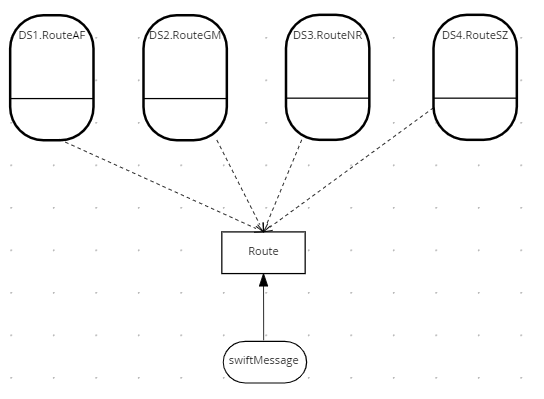 DS1.RouteAF
DS2.RouteGM
DS3.RouteNR
DS4.RouteSZ
Route
swiftMessage